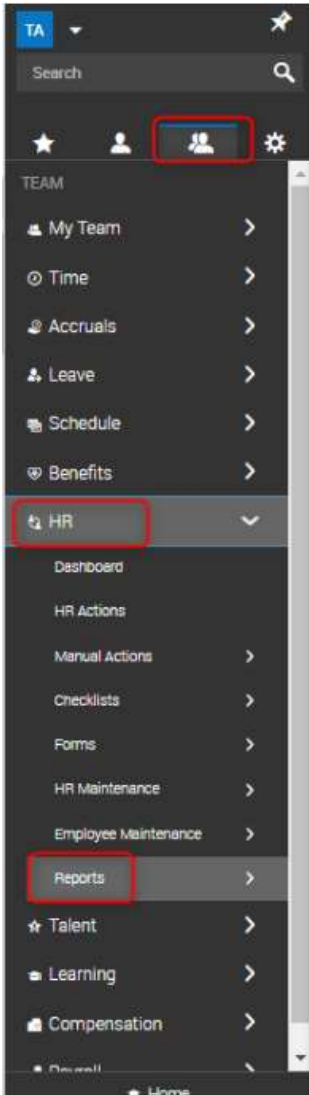 TA
Search
TEAM
My Team
Time
Accruals
Leave
Schedule
Benefits
HR
Dashboard
HR Actions
Manual Actions
Checklists
Forms
HR Maintenance
Employee Maintenance
Reports
Talent
Learning
Compensation
Payroll
Home